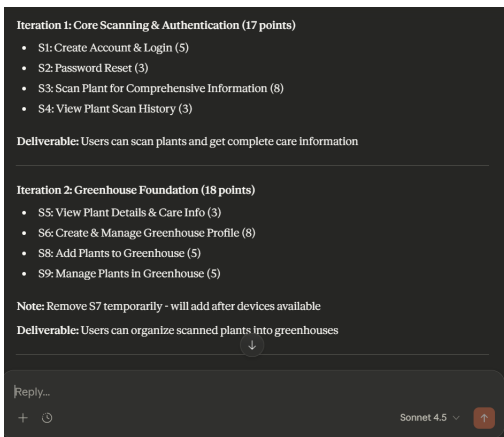 Iteration 1: Core Scanning & Authentication (17 points)
• S1: Create Account & Login (5)
• S2: Password Reset (3)
• S3: Scan Plant for Comprehensive Information (8)
• S4: View Plant Scan History (3)
Deliverable: Users can scan plants and get complete care information
Iteration 2: Greenhouse Foundation (18 points)
• S5: View Plant Details & Care Info (3)
• S6: Create & Manage Greenhouse Profile (8)
• S8: Add Plants to Greenhouse (5)
• S9: Manage Plants in Greenhouse (5)
Note: Remove S7 temporarily - will add after devices available
Deliverable: Users can organize scanned plants into greenhouses
Reply...
Sonnet 4.5